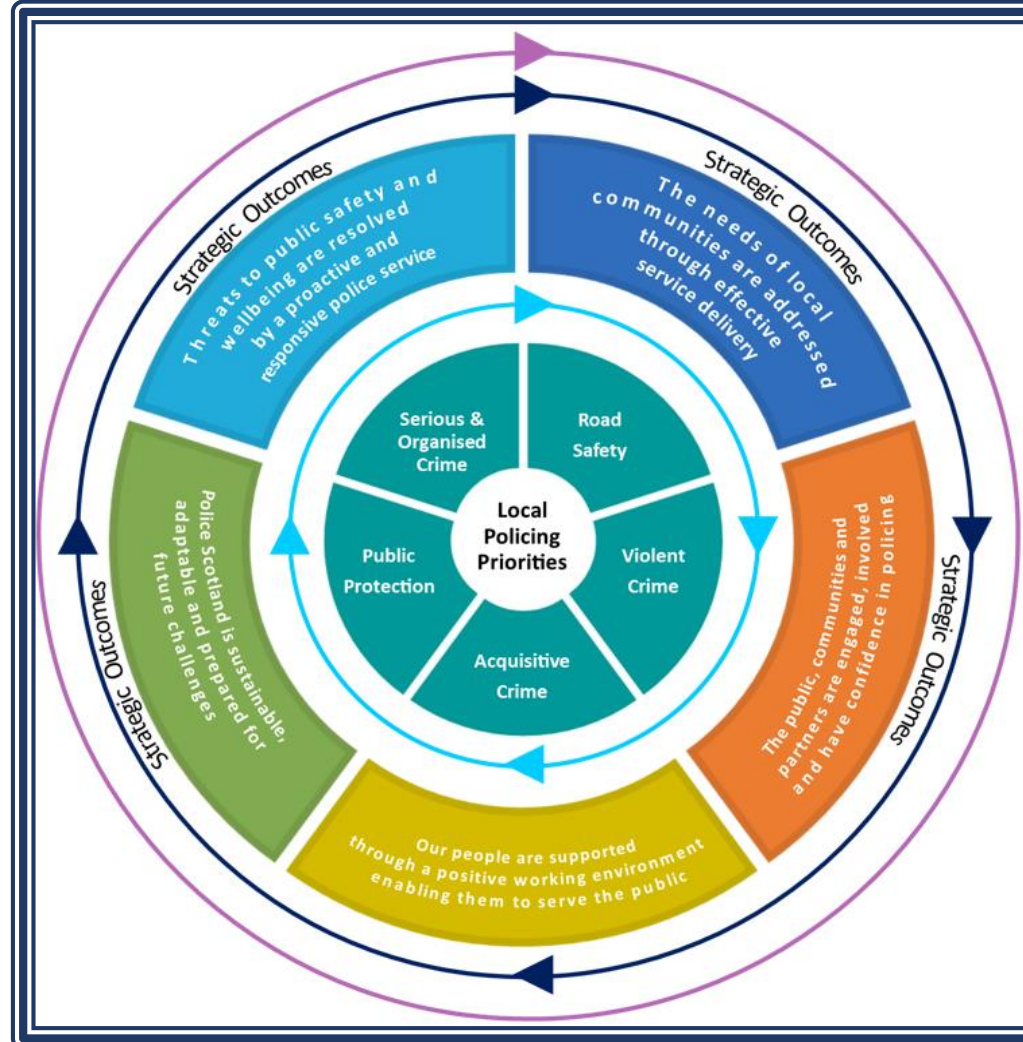 Strategic Outcomes
Strategic Outcomes
Threats to public safety and
wellbeing are resolved
by a proactive and
responsive police service
The needs of local
communities are addressed
through effective
service delivery
Serious &
Organised
Crime
Road
Safety
Local
Policing
Priorities
Public
Protection
Violent
Crime
Acquisitive
Crime
Police Scotland is sustainable,
adaptable and prepared for
future challenges
Strategic Outcomes
The public, communities and
partners are engaged, involved
and have confidence in policing
Strategic Outcomes
Our people are supported
through a positive working environment
enabling them to serve the public